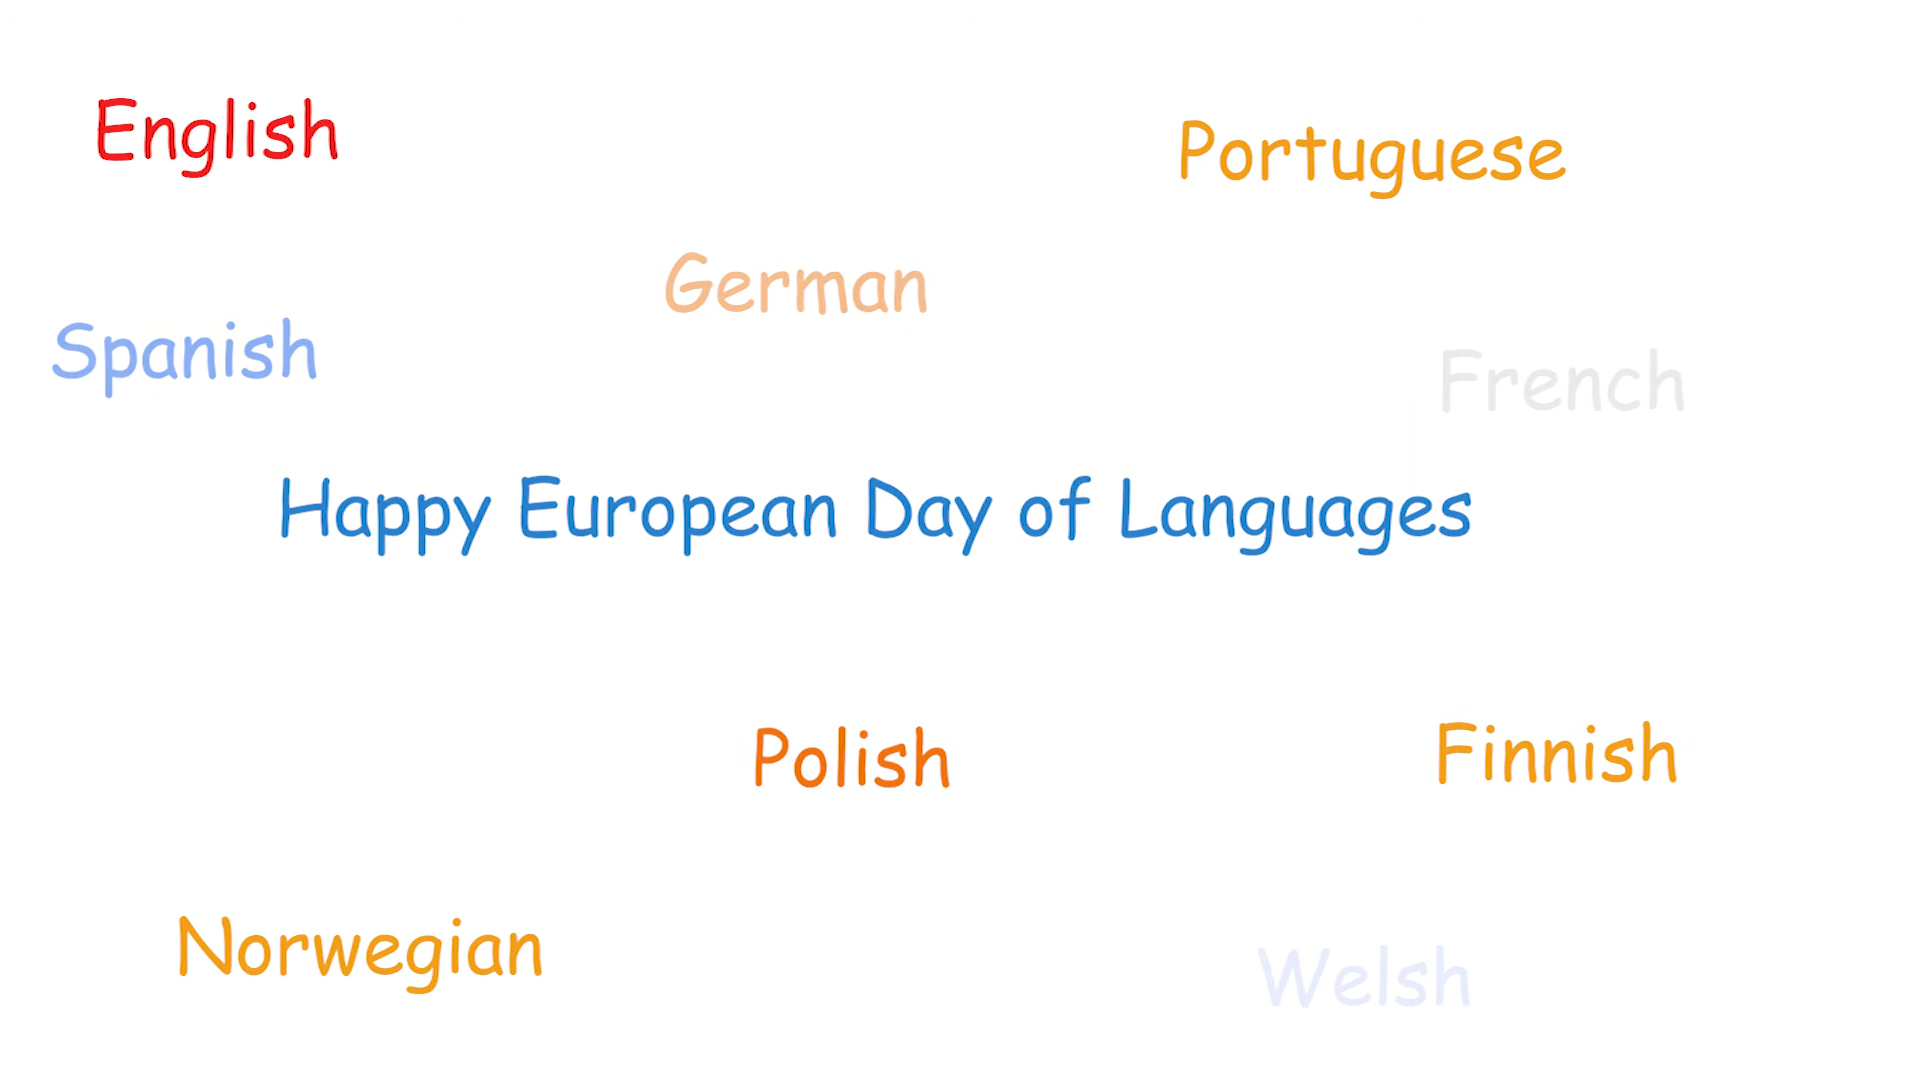 English
Portuguese
German
Spanish
French
Happy European Day of Languages
Polish
Finnish
Norwegian
Welsh